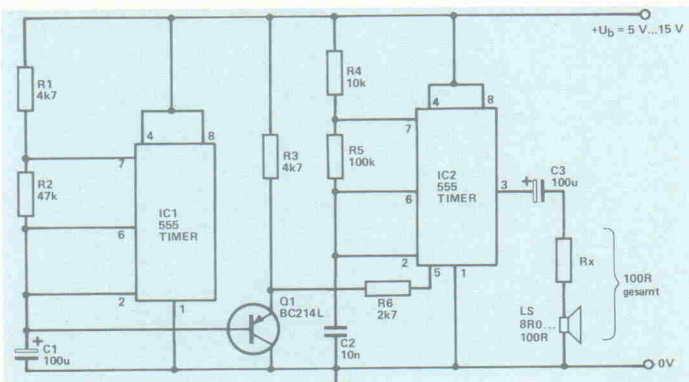 +Ub = 5 V...15 V
R1
4k7
R2
47k
4
8
7
6
2
1
IC1
555
TIMER
C1
100u
+
R3
4k7
Q1
BC214L
R4
10k
R5
100k
R6
2k7
C2
10n
4
8
7
6
2
5
1
3
IC2
555
TIMER
+
C3
100u
Rx
100R
gesamt
LS
8R0...
100R
0V